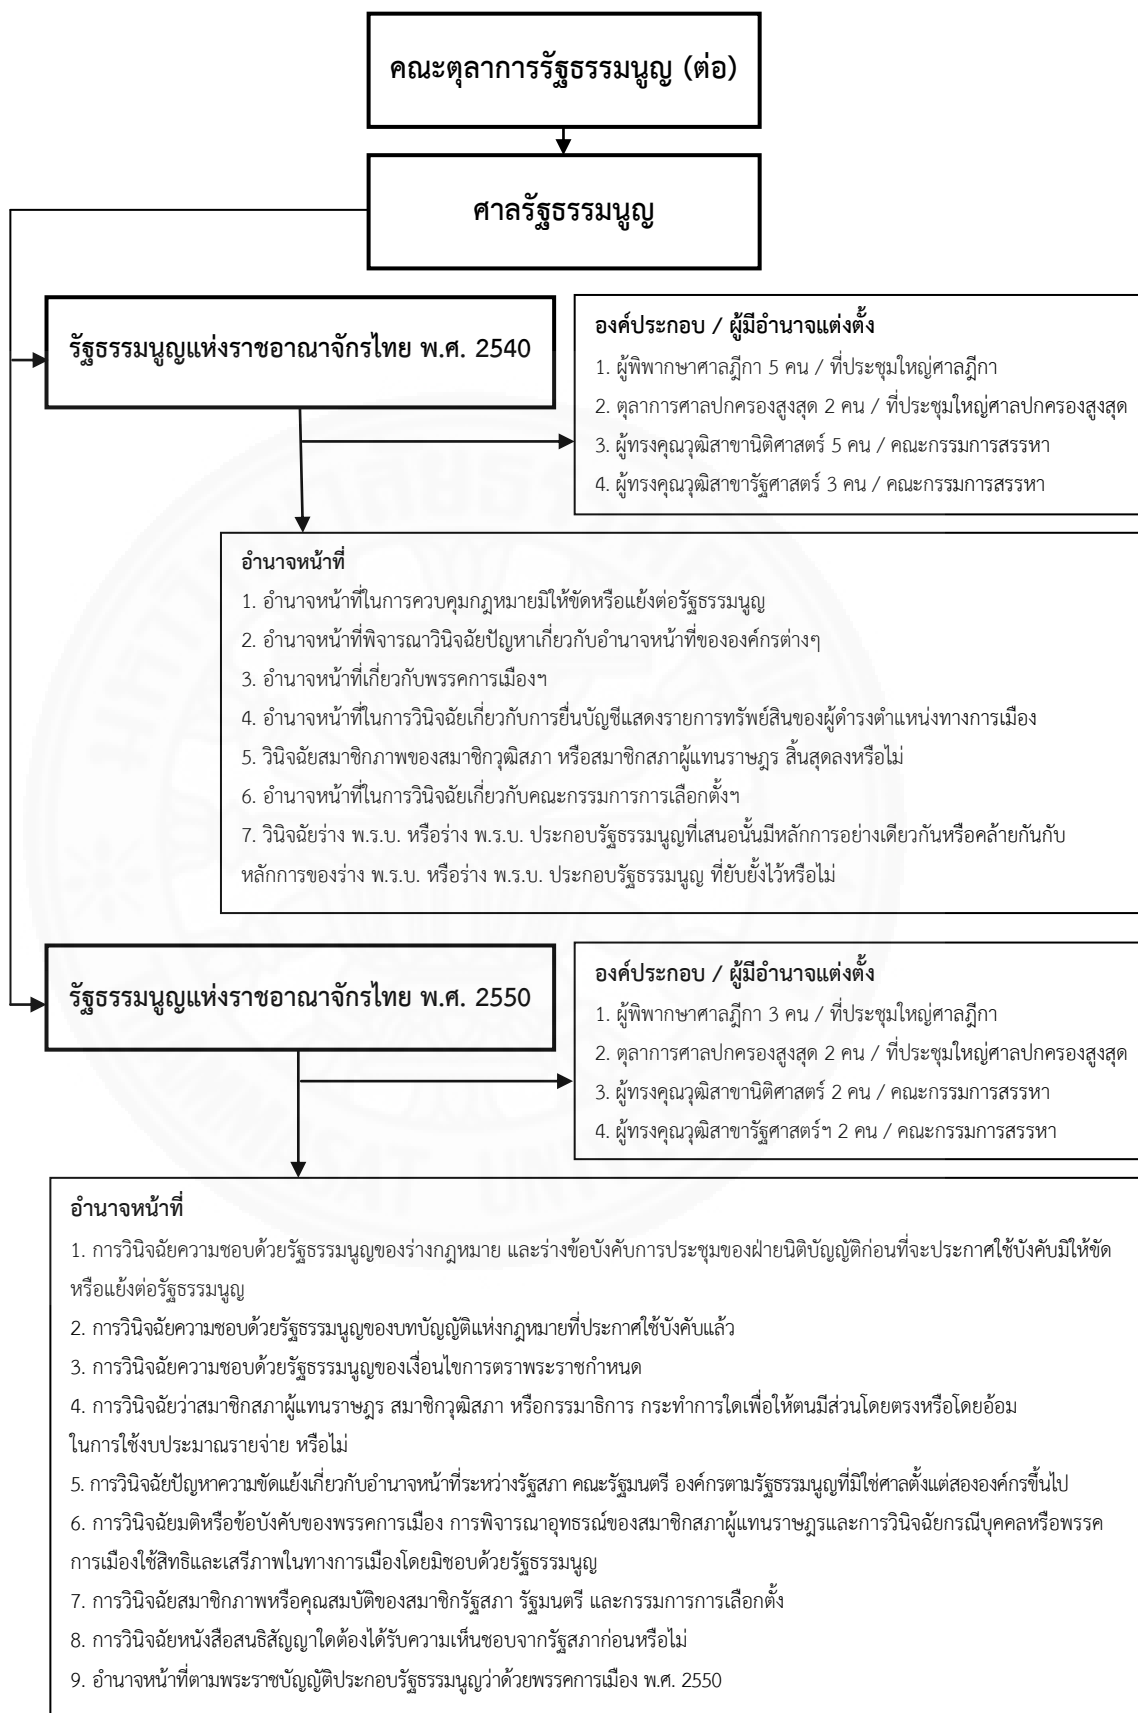 คณะตุลาการรัฐธรรมนูญ (ต่อ)
ศาลรัฐธรรมนูญ
รัฐธรรมนูญแห่งราชอาณาจักรไทย พ.ศ. 2540
องค์ประกอบ / ผู้มีอำนาจแต่งตั้ง
1. ผู้พิพากษาศาลฎีกา 5 คน / ที่ประชุมใหญ่ศาลฎีกา
2. ตุลาการศาลปกครองสูงสุด 2 คน / ที่ประชุมใหญ่ศาลปกครองสูงสุด
3. ผู้ทรงคุณวุฒิสาขานิติศาสตร์ 5 คน / คณะกรรมการสรรหา
4. ผู้ทรงคุณวุฒิสาขารัฐศาสตร์ 3 คน / คณะกรรมการสรรหา
อำนาจหน้าที่
1. อำนาจหน้าที่ในการควบคุมกฎหมายมิให้ขัดหรือแย้งต่อรัฐธรรมนูญ
2. อำนาจหน้าที่พิจารณาวินิจฉัยปัญหาเกี่ยวกับอำนาจหน้าที่ขององค์กรต่างๆ
3. อำนาจหน้าที่เกี่ยวกับพรรคการเมืองฯ
4. อำนาจหน้าที่ในการวินิจฉัยเกี่ยวกับการยื่นบัญชีแสดงรายการทรัพย์สินของผู้ดำรงตำแหน่งทางการเมือง
5. วินิจฉัยสมาชิกภาพของสมาชิกวุฒิสภา หรือสมาชิกสภาผู้แทนราษฎร สิ้นสุดลงหรือไม่
6. อำนาจหน้าที่ในการวินิจฉัยเกี่ยวกับคณะกรรมการการเลือกตั้งฯ
7. วินิจฉัยร่าง พ.ร.บ. หรือร่าง พ.ร.บ. ประกอบรัฐธรรมนูญที่เสนอนั้นมีหลักการอย่างเดียวกันหรือคล้ายกันกับ
หลักการของร่าง พ.ร.บ. หรือร่าง พ.ร.บ. ประกอบรัฐธรรมนูญ ที่ยับยั้งไว้หรือไม่
รัฐธรรมนูญแห่งราชอาณาจักรไทย พ.ศ. 2550
องค์ประกอบ / ผู้มีอำนาจแต่งตั้ง
1. ผู้พิพากษาศาลฎีกา 3 คน / ที่ประชุมใหญ่ศาลฎีกา
2. ตุลาการศาลปกครองสูงสุด 2 คน / ที่ประชุมใหญ่ศาลปกครองสูงสุด
3. ผู้ทรงคุณวุฒิสาขานิติศาสตร์ 2 คน / คณะกรรมการสรรหา
4. ผู้ทรงคุณวุฒิสาขารัฐศาสตร์ฯ 2 คน / คณะกรรมการสรรหา
อำนาจหน้าที่
1. การวินิจฉัยความชอบด้วยรัฐธรรมนูญของร่างกฎหมาย และร่างข้อบังคับการประชุมของฝ่ายนิติบัญญัติก่อนที่จะประกาศใช้บังคับมิให้ขัด
หรือแย้งต่อรัฐธรรมนูญ
2. การวินิจฉัยความชอบด้วยรัฐธรรมนูญของบทบัญญัติแห่งกฎหมายที่ประกาศใช้บังคับแล้ว
3. การวินิจฉัยความชอบด้วยรัฐธรรมนูญของเงื่อนไขการตราพระราชกำหนด
4. การวินิจฉัยว่าสมาชิกสภาผู้แทนราษฎร สมาชิกวุฒิสภา หรือกรรมาธิการ กระทำการใดเพื่อให้ตนมีส่วนโดยตรงหรือโดยอ้อม
ในการใช้งบประมาณรายจ่าย หรือไม่
5. การวินิจฉัยปัญหาความขัดแย้งเกี่ยวกับอำนาจหน้าที่ระหว่างรัฐสภา คณะรัฐมนตรี องค์กรตามรัฐธรรมนูญที่มิใช่ศาลตั้งแต่สององค์กรขึ้นไป
6. การวินิจฉัยมติหรือข้อบังคับของพรรคการเมือง การพิจารณาอุทธรณ์ของสมาชิกสภาผู้แทนราษฎรและการวินิจฉัยกรณีบุคคลหรือพรรค
การเมืองใช้สิทธิและเสรีภาพในทางการเมืองโดยมิชอบด้วยรัฐธรรมนูญ
7. การวินิจฉัยสมาชิกภาพหรือคุณสมบัติของสมาชิกรัฐสภา รัฐมนตรี และกรรมการการเลือกตั้ง
8. การวินิจฉัยหนังสือสนธิสัญญาใดต้องได้รับความเห็นชอบจากรัฐสภาก่อนหรือไม่
9. อำนาจหน้าที่ตามพระราชบัญญัติประกอบรัฐธรรมนูญว่าด้วยพรรคการเมือง พ.ศ. 2550